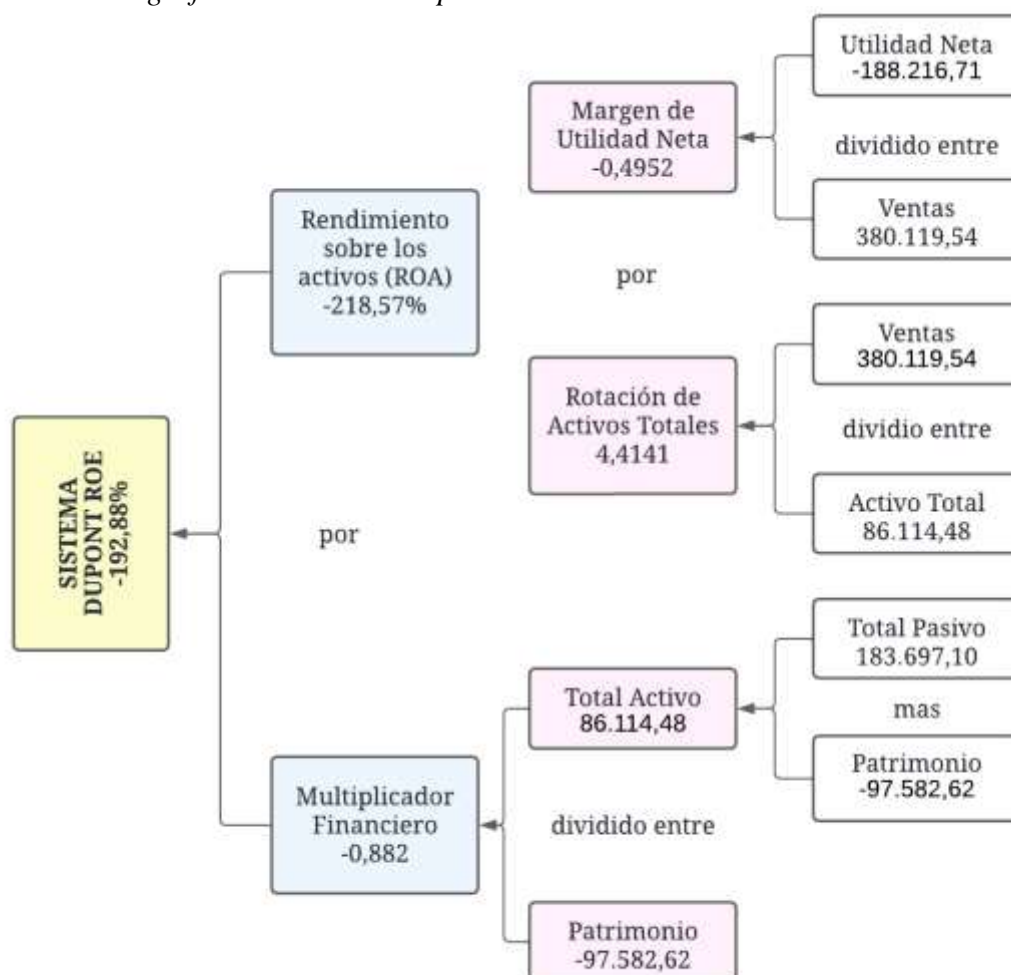 Utilidad Neta
-188.216,71
Margen de
Utilidad Neta
-0,4952
dividido entre
Ventas
380.119,54
Rendimiento
sobre los
activos (ROA)
-218,57%
por
Ventas
380.119,54
Rotación de
Activos Totales
4,4141
dividio entre
Activo Total
86.114,48
SISTEMA
DUPONT ROE
-192,88%
por
Total Pasivo
183.697,10
Total Activo
86.114,48
mas
Patrimonio
-97.582,62
Multiplicador
Financiero
-0,882
dividido entre
Patrimonio
-97.582,62